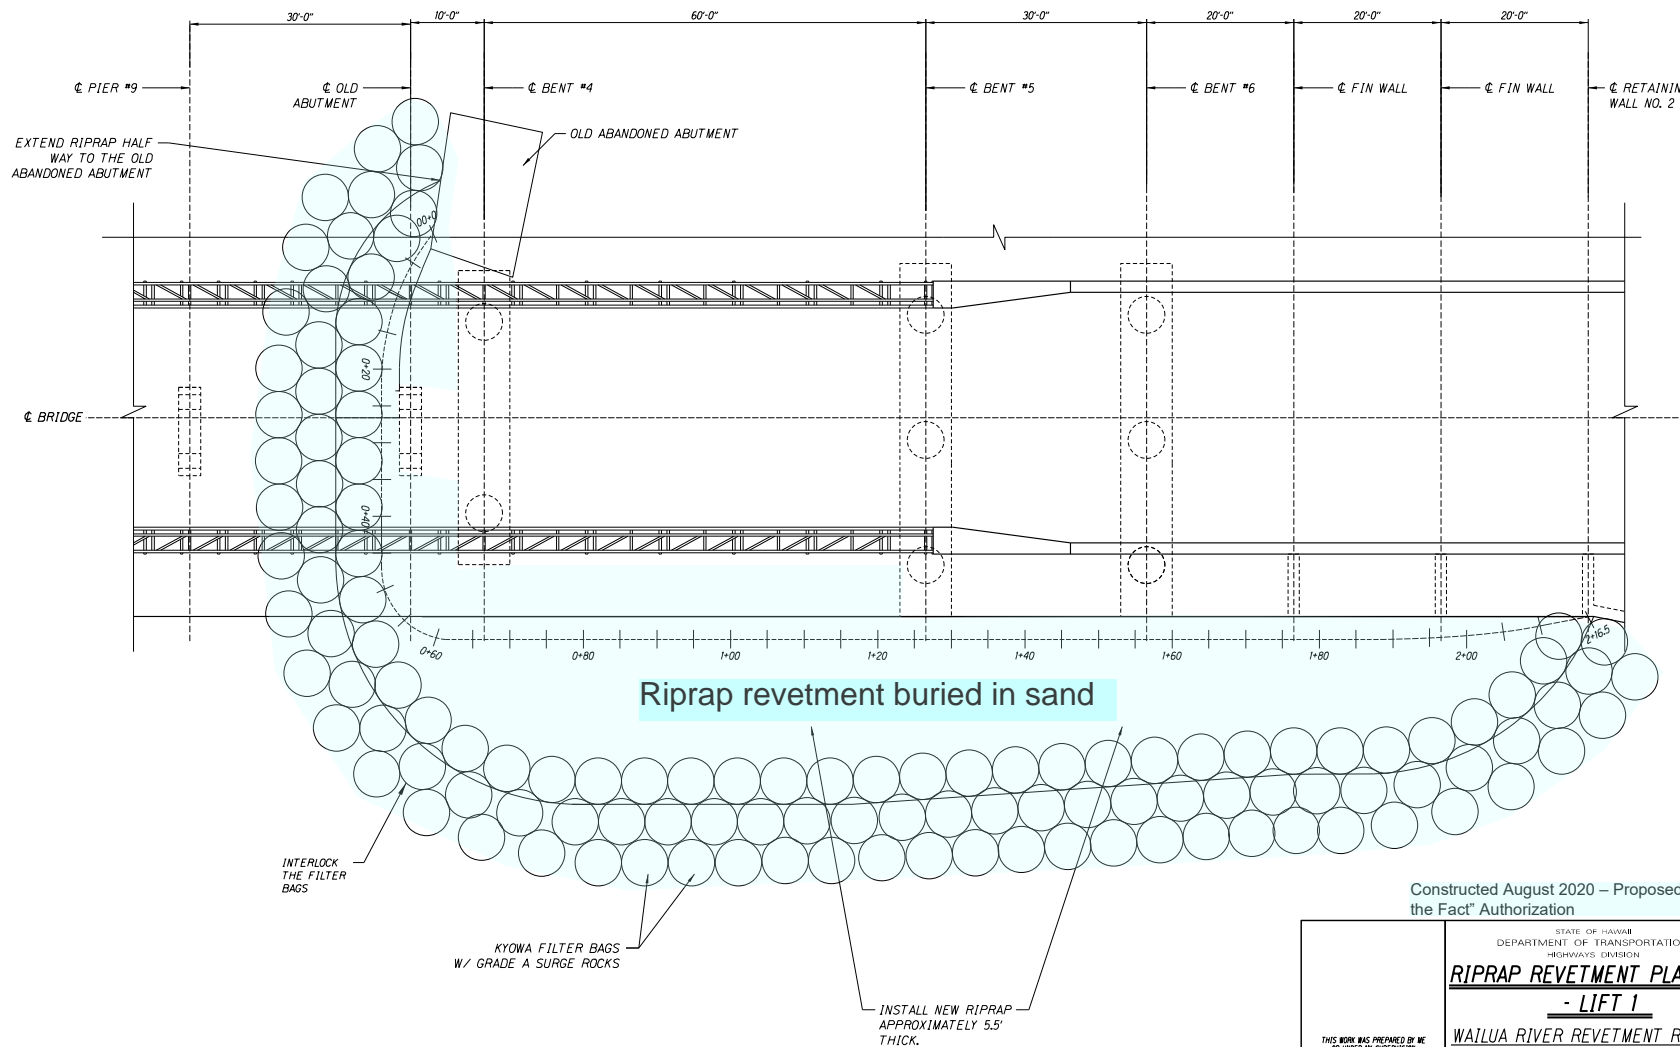 30'-0"
10'-0"
60'-0"
30'-0"
20'-0"
20'-0"
20'-0"
℄ PIER #9
℄ OLD
ABUTMENT
℄ BENT #4
℄ BENT #5
℄ BENT #6
℄ FIN WALL
℄ FIN WALL
℄ RETAININ
WALL NO. 2
EXTEND RIPRAP HALF
WAY TO THE OLD
ABANDONED ABUTMENT
OLD ABANDONED ABUTMENT
0+00
0+20
℄ BRIDGE
0+40
0+60
0+80
1+00
1+20
1+40
1+60
1+80
2+00
2+16.5
Riprap revetment buried in sand
INTERLOCK
THE FILTER
BAGS
KYOWA FILTER BAGS
W/ GRADE A SURGE ROCKS
INSTALL NEW RIPRAP
APPROXIMATELY 5.5'
THICK.
Constructed August 2020 – Proposed
the Fact" Authorization
STATE OF HAWAII
DEPARTMENT OF TRANSPORTATIO
HIGHWAYS DIVISION
RIPRAP REVETMENT PLA
- LIFT 1
WAILUA RIVER REVETMENT R
THIS WORK WAS PREPARED BY ME
OR UNDER MY SUPERVISION